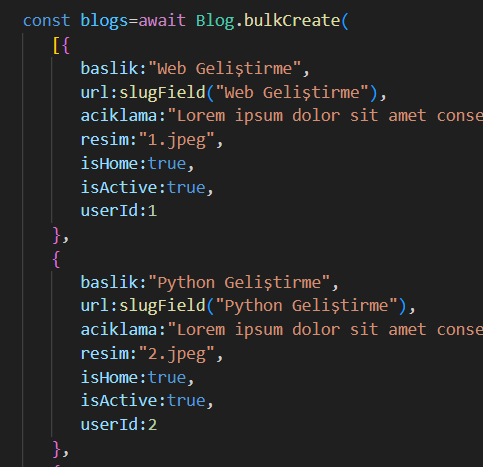 const blogs=await Blog.bulkCreate(
[{
baslik:"Web Geliştirme",
url:slugField("Web Geliştirme"),
aciklama:"Lorem ipsum dolor sit amet conse
resim:"1.jpeg",
isHome:true,
isActive:true,
userId:1
},
{
baslik:"Python Geliştirme",
url:slugField("Python Geliştirme"),
aciklama:"Lorem ipsum dolor sit amet conse
resim:"2.jpeg",
isHome:true,
isActive:true,
userId:2
},